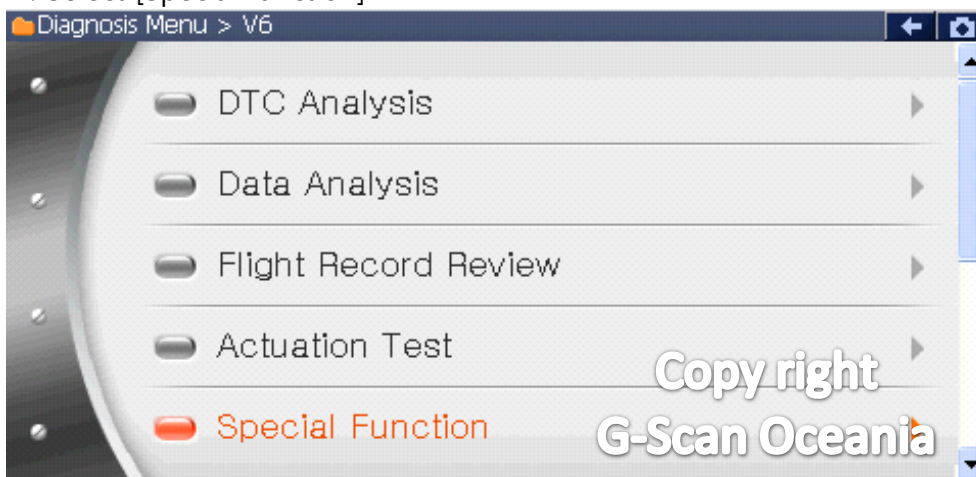 Diagnosis Menu > V6
DTC Analysis
Data Analysis
Flight Record Review
Actuation Test
Special Function
Copy right
G-Scan Oceania